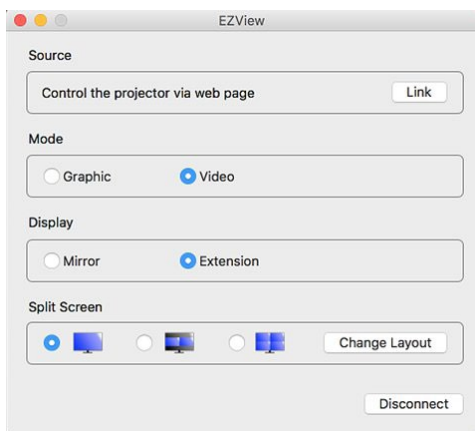 EZView
Source
Control the projector via web page Link
Mode
Graphic Video
Display
Mirror Extension
Split Screen
Change Layout
Disconnect